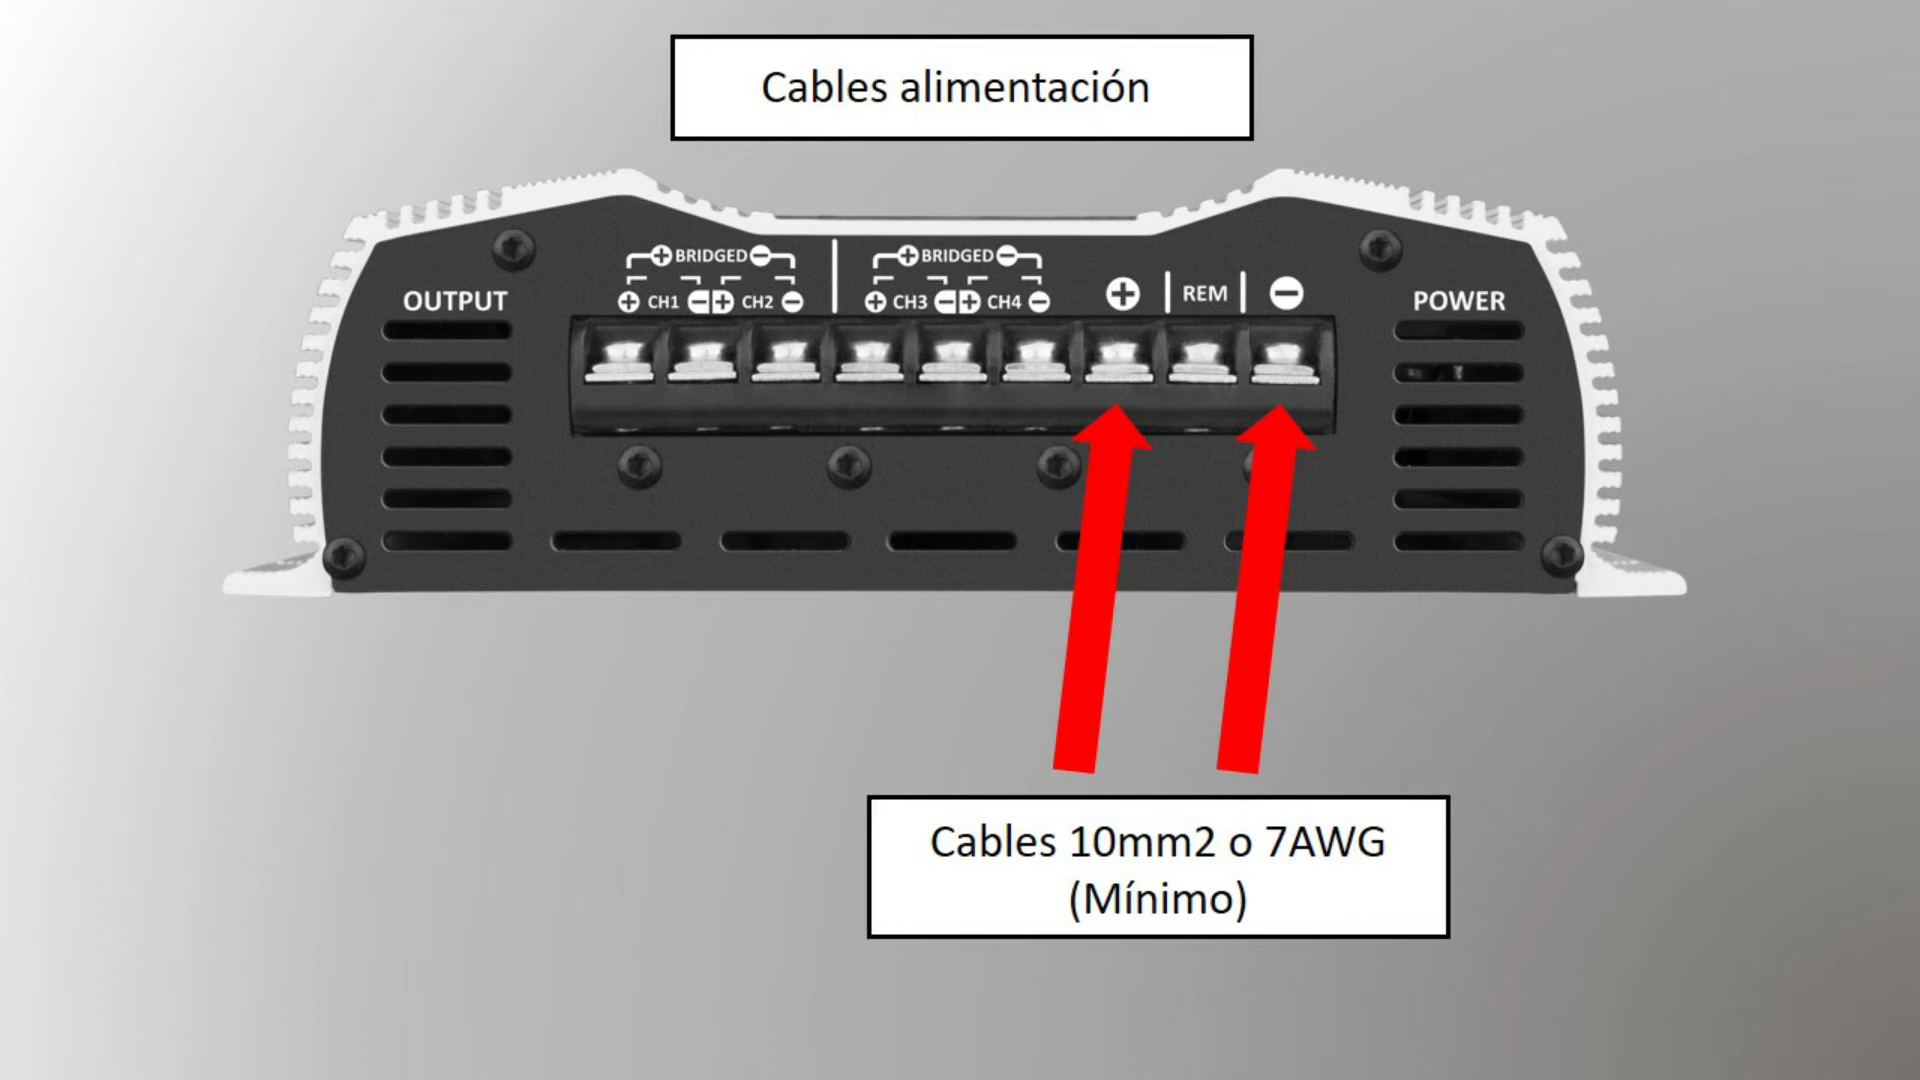 Cables alimentación
BRIDGED
BRIDGED
OUTPUT
CH1
CH2
CH3
CH4
REM
POWER
Cables 10mm2 o 7AWG
(Mínimo)